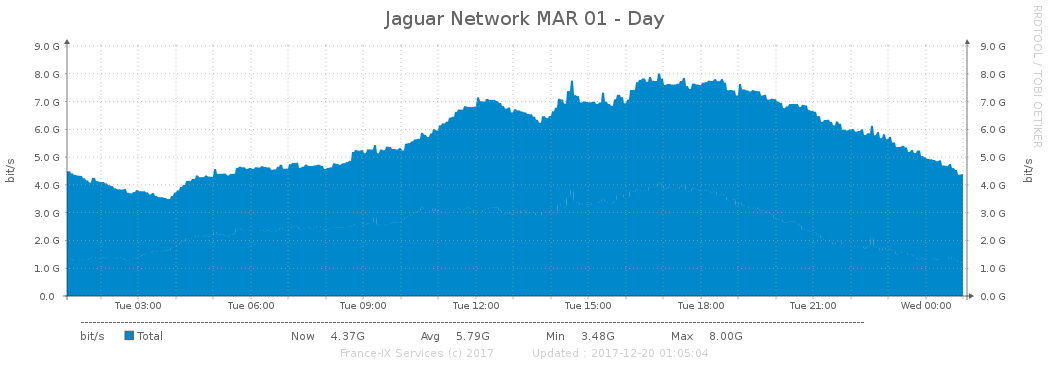 Jaguar Network MAR 01 - Day
RRDTOOL / TOBI OETIKER
bit/s
9.0 G 9.0 G
8.0 G 8.0 G
7.0 G 7.0 G
6.0 G 6.0 G
5.0 G 5.0 G
4.0 G 4.0 G
3.0 G 3.0 G
2.0 G 2.0 G
1.0 G 1.0 G
0.0 0.0 G
bit/s
Tue 03:00 Tue 06:00 Tue 09:00 Tue 12:00 Tue 15:00 Tue 18:00 Tue 21:00 Wed 00:00
bit/s Total Now 4.37G Avg 5.79G Min 3.48G Max 8.00G
France-IX Services (c) 2017 Updated : 2017-12-20 01:05:04